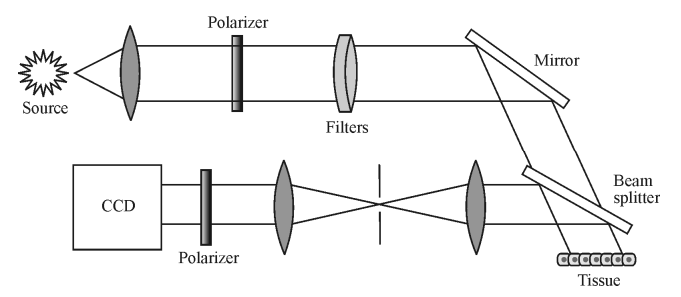 Polarizer
Source
Filters
Mirror
CCD
Polarizer
Beam
splitter
Tissue